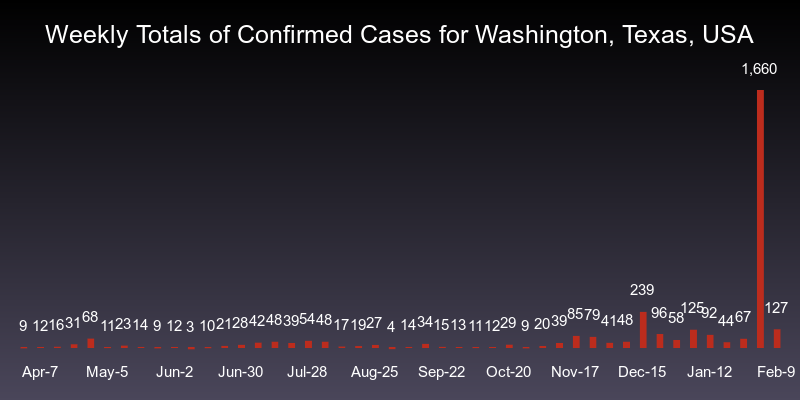 Weekly Totals of Confirmed Cases for Washington, Texas, USA
1,660
239
9 12 16 31 68 11 23 14 9 12 3 10 21 28 42 48 39 54 48 17 19 27 4 14 34 15 13 11 12 29 9 20 39 85 79 41 48 96 58 125 92 44 67 127
Apr-7 May-5 Jun-2 Jun-30 Jul-28 Aug-25 Sep-22 Oct-20 Nov-17 Dec-15 Jan-12 Feb-9